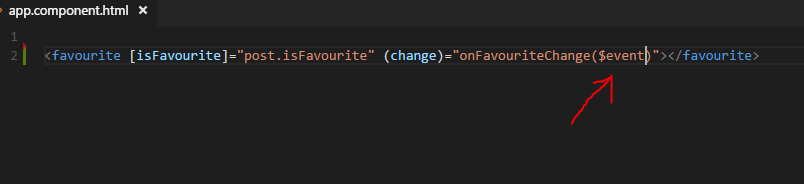 app.component.html ×
1
2 <favourite [isFavourite]="post.isFavourite" (change)="onFavouriteChange($event)"></favourite>